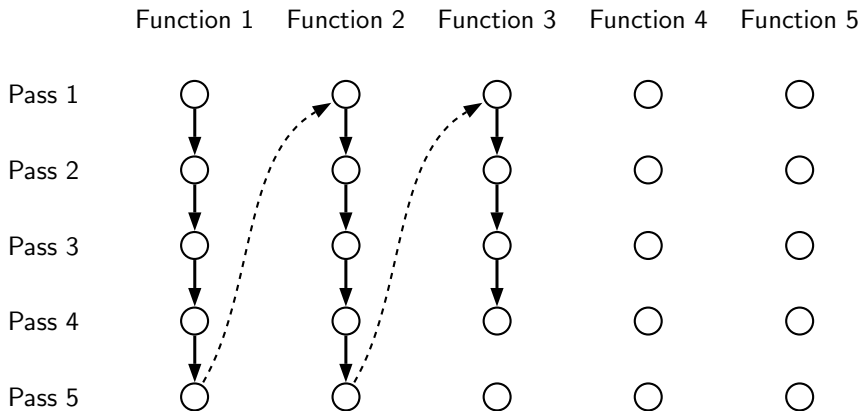 Function 1 Function 2 Function 3 Function 4 Function 5
Pass 1
Pass 2
Pass 3
Pass 4
Pass 5